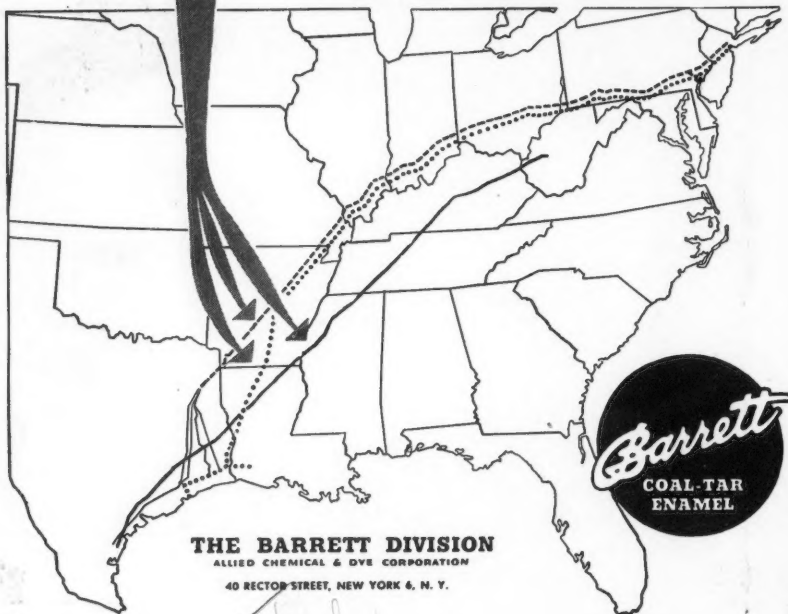 THE BARRETT DIVISION
ALLIED CHEMICAL & DYE CORPORATION
40 RECTOR STREET, NEW YORK 6, N. Y.
Barrett
COAL-TAR
ENAMEL